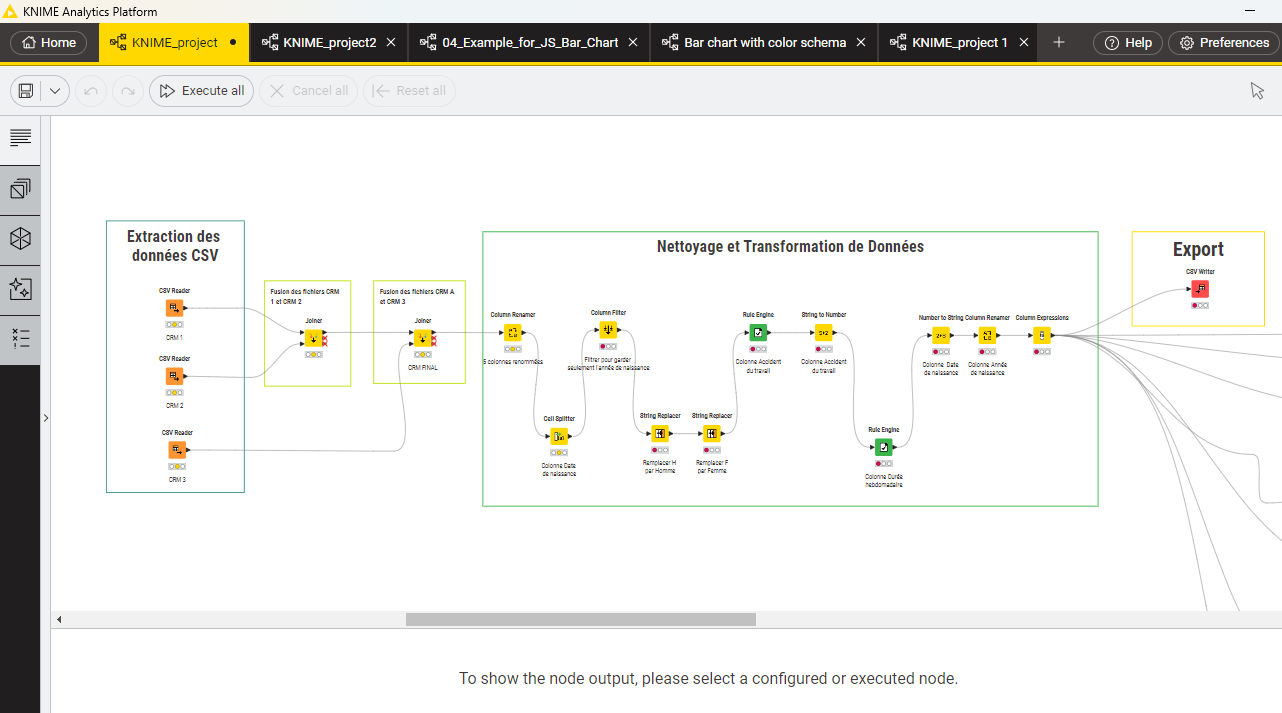 KNIME Analytics Platform
Home
KNIME_project
KNIME_project2
04_Example_for_JS_Bar_Chart
Bar chart with color schema
KNIME_project 1
Help
Preferences
Execute all
Cancel all
Reset all
Extraction des
données CSV
CSV Reader
CRM 1
CSV Reader
CRM 2
CSV Reader
CRM 3
Fusion des fichiers CRM
1 et CRM 2
Joiner
Fusion des fichiers CRM A
et CRM 3
Joiner
CRM FINAL
Nettoyage et Transformation de Données
Column Renamer
5 colonnes renommées
Cell Splitter
Colonne Date
de naissance
Column Filter
Filtrer pour garder
seulement l'année de naissance
String Replacer
Remplacer H
par Homme
String Replacer
Remplacer F
par Femme
Rule Engine
Colonne Accident
du travail
String to Number
Colonne Accident
du travail
Rule Engine
Colonne Durée
hebdomadaire
Number to String
Colonne Date
de naissance
Column Renamer
Colonne Année
de naissance
Column Expressions
Export
CSV Writer
To show the node output, please select a configured or executed node.